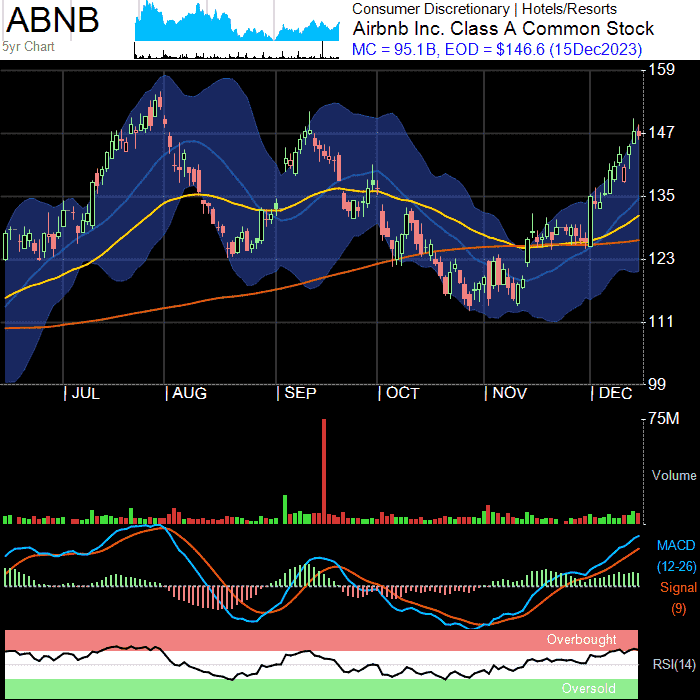 ABNB
5yr Chart
Consumer Discretionary | Hotels/Resorts
Airbnb Inc. Class A Common Stock
MC = 95.1B, EOD = $146.6 (15Dec2023)
159
147
135
123
111
99
| JUL | AUG | SEP | OCT | NOV | DEC
75M
Volume
MACD
(12-26)
Signal
(9)
Overbought
RSI(14)
Oversold